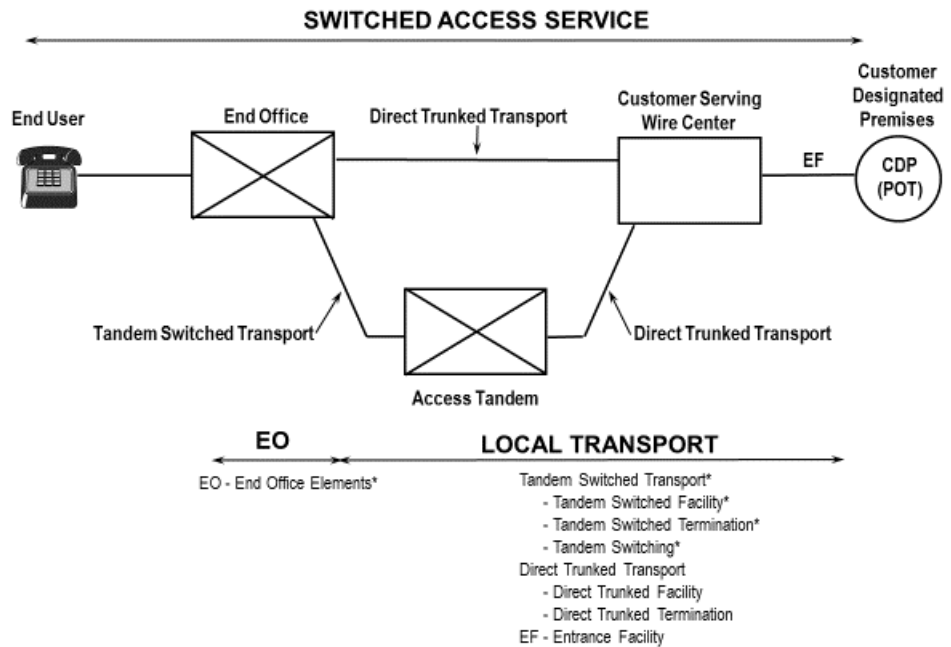 SWITCHED ACCESS SERVICE
End User
End Office
Direct Trunked Transport
Customer Serving
Wire Center
Customer
Designated
Premises
EF
CDP
(POT)
Tandem Switched Transport
Direct Trunked Transport
Access Tandem
EO
LOCAL TRANSPORT
EO - End Office Elements*
Tandem Switched Transport*
- Tandem Switched Facility*
- Tandem Switched Termination*
- Tandem Switching*
Direct Trunked Transport
- Direct Trunked Facility
- Direct Trunked Termination
EF - Entrance Facility